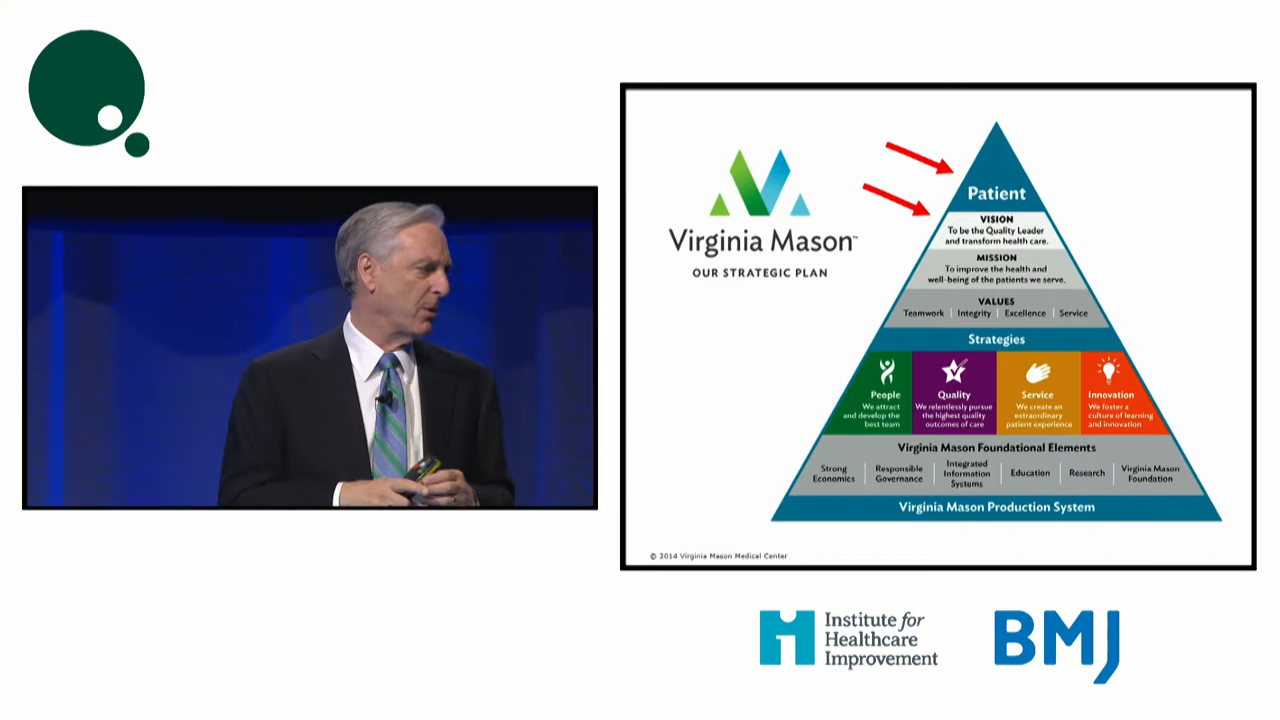 Virginia Mason™
OUR STRATEGIC PLAN
Patient
VISION
To be the Quality Leader
and transform health care.
MISSION
To improve the health and
well-being of the patients we serve.
VALUES
Teamwork | Integrity | Excellence | Service
Strategies
People
We attract
and develop the
best team
Quality
We relentlessly pursue
the highest quality
outcomes of care
Service
We create an
extraordinary
patient experience
Innovation
We foster a
culture of learning
and innovation
Virginia Mason Foundational Elements
Strong
Economics
Responsible
Governance
Integrated
Information
Systems
Education
Research
Virginia Mason
Foundation
Virginia Mason Production System
© 2014 Virginia Mason Medical Center
Institute for
Healthcare
Improvement
BMJ